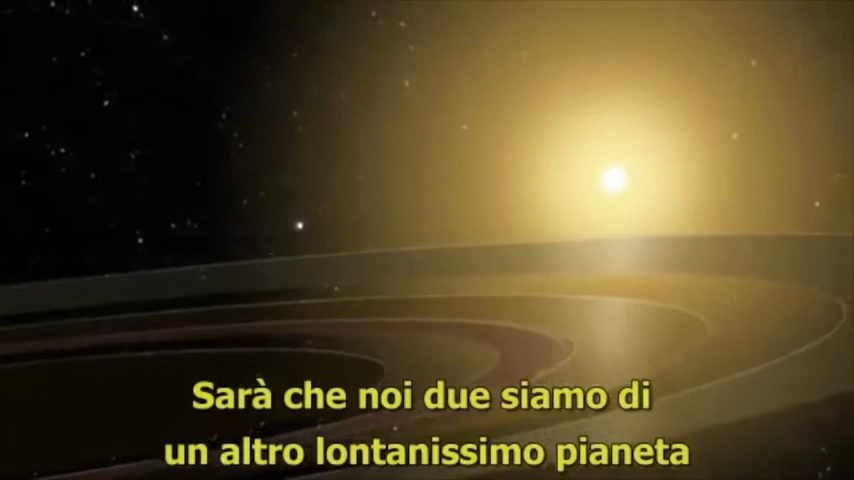 Sarà che noi due siamo di
un altro lontanissimo pianeta